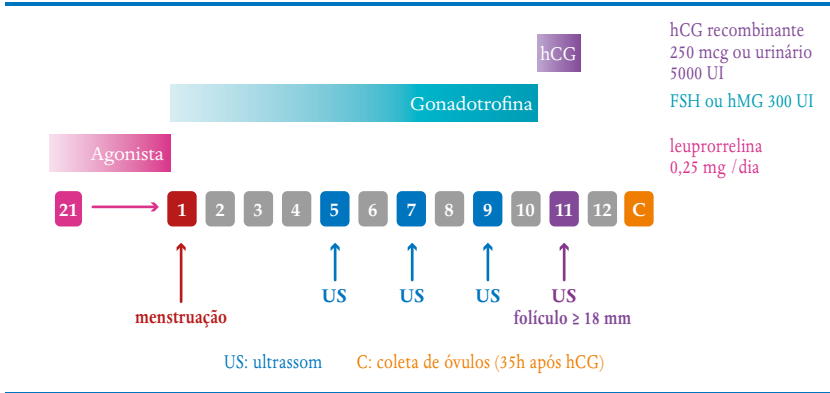 hCG
hCG recombinante
250 mcg ou urinário
5000 UI
Gonadotrofina
FSH ou hMG 300 UI
Agonista
leuprorrelina
0,25 mg /dia
21 1 2 3 4 5 6 7 8 9 10 11 12 C
US US US US
menstruação
folículo ≥ 18 mm
US: ultrassom C: coleta de óvulos (35h após hCG)